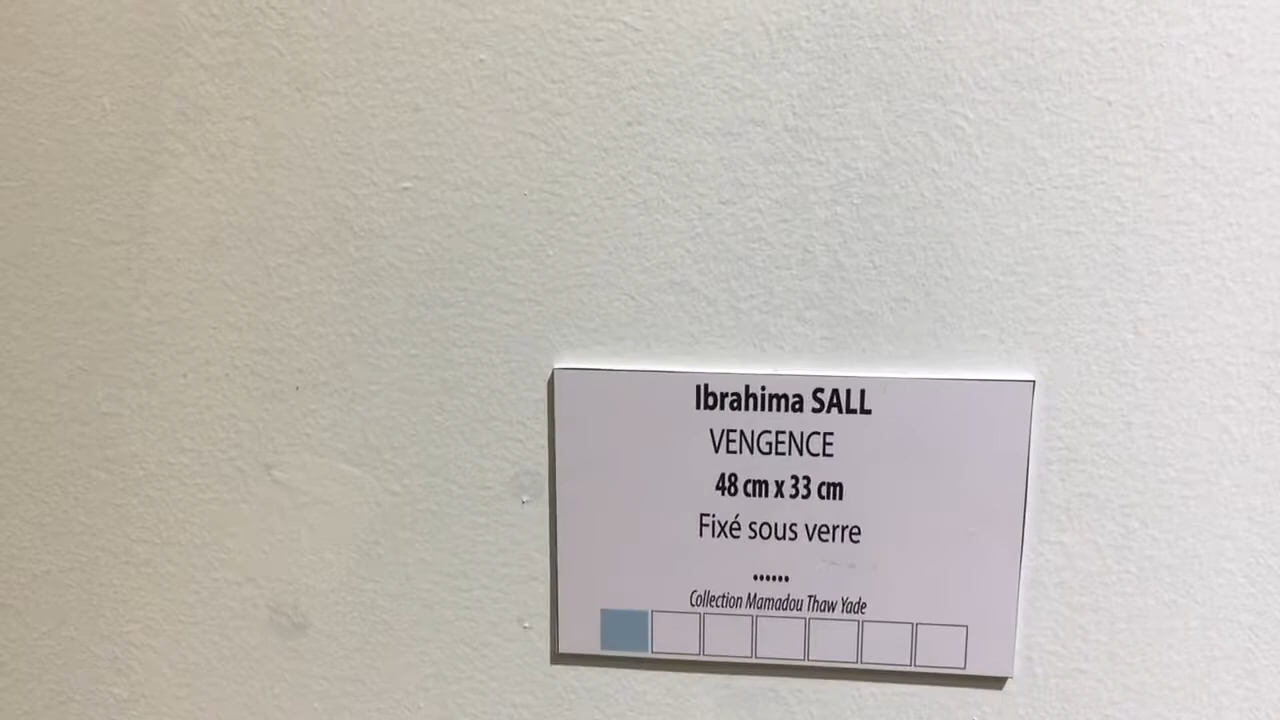 Ibrahima SALL
VENGENCE
48 cm x 33 cm
Fixé sous verre
......
Collection Mamadou Thaw Yade